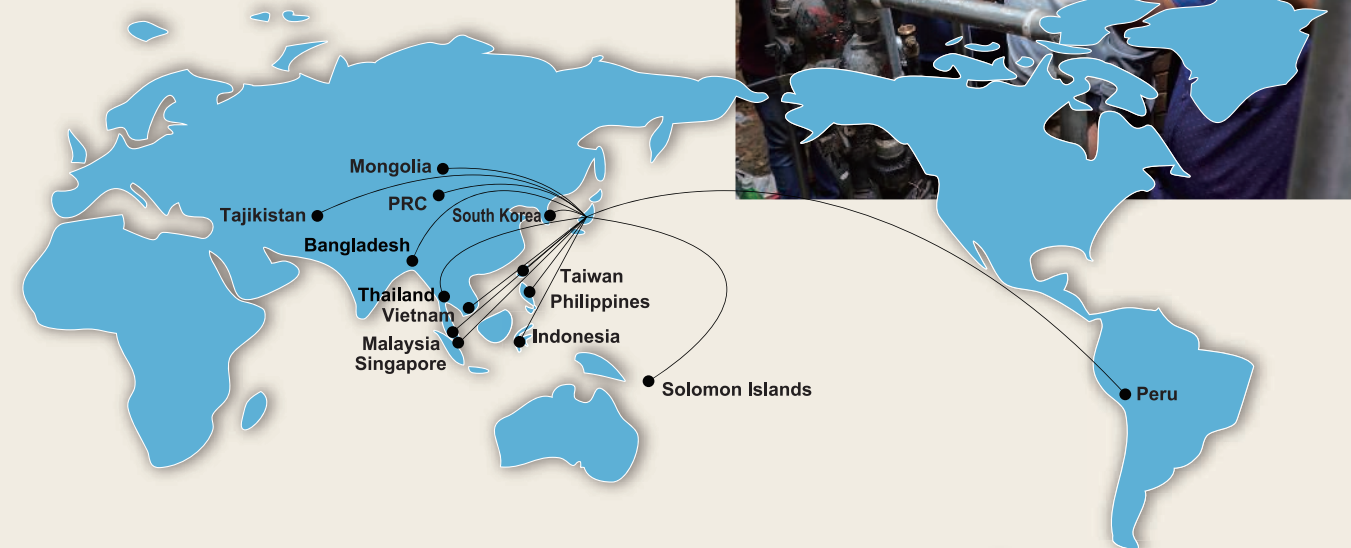 Mongolia
PRC
Tajikistan
South Korea
Bangladesh
Taiwan
Thailand
Philippines
Vietnam
Malaysia
Indonesia
Singapore
Solomon Islands
Peru